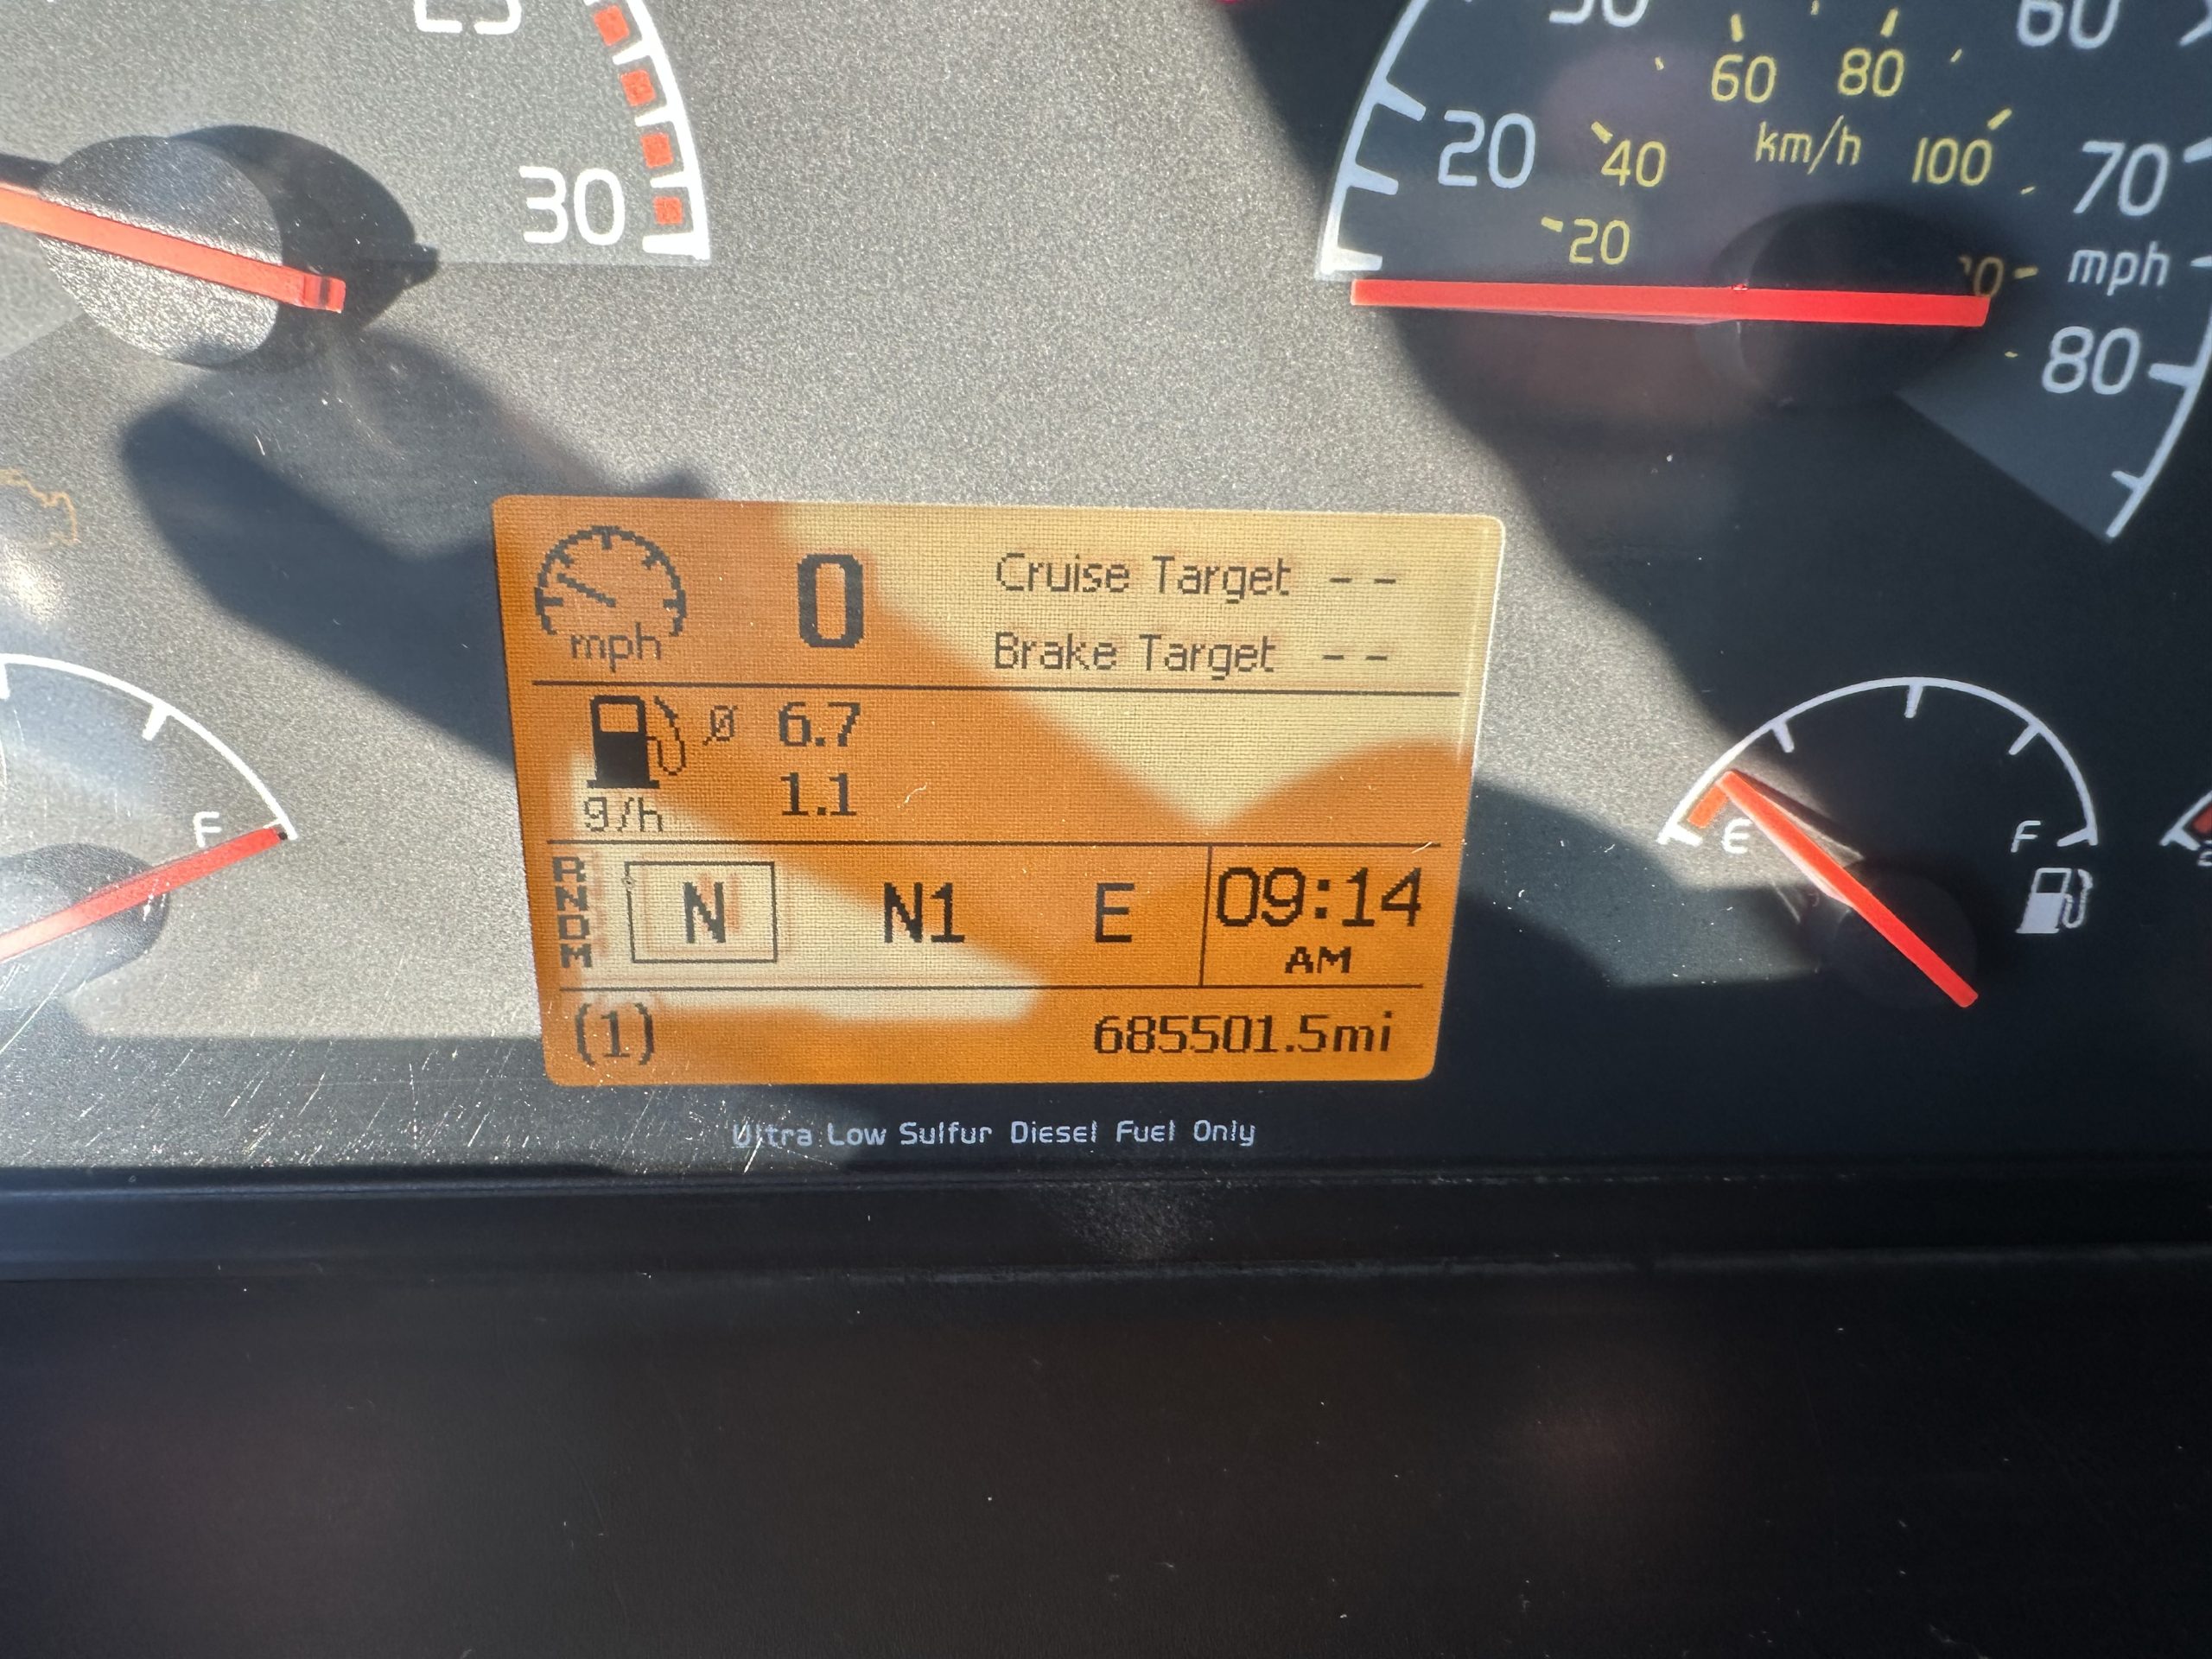 30
20
60
60 80
40
km/h
100
70
20
mph
80
0
mph
Cruise Target --
Brake Target --
Ø 6.7
1.1
g/h
R
N
D
M
N
N1
E
09:14
AM
(1)
685501.5mi
F
E
F
Ultra Low Sulfur Diesel Fuel Only